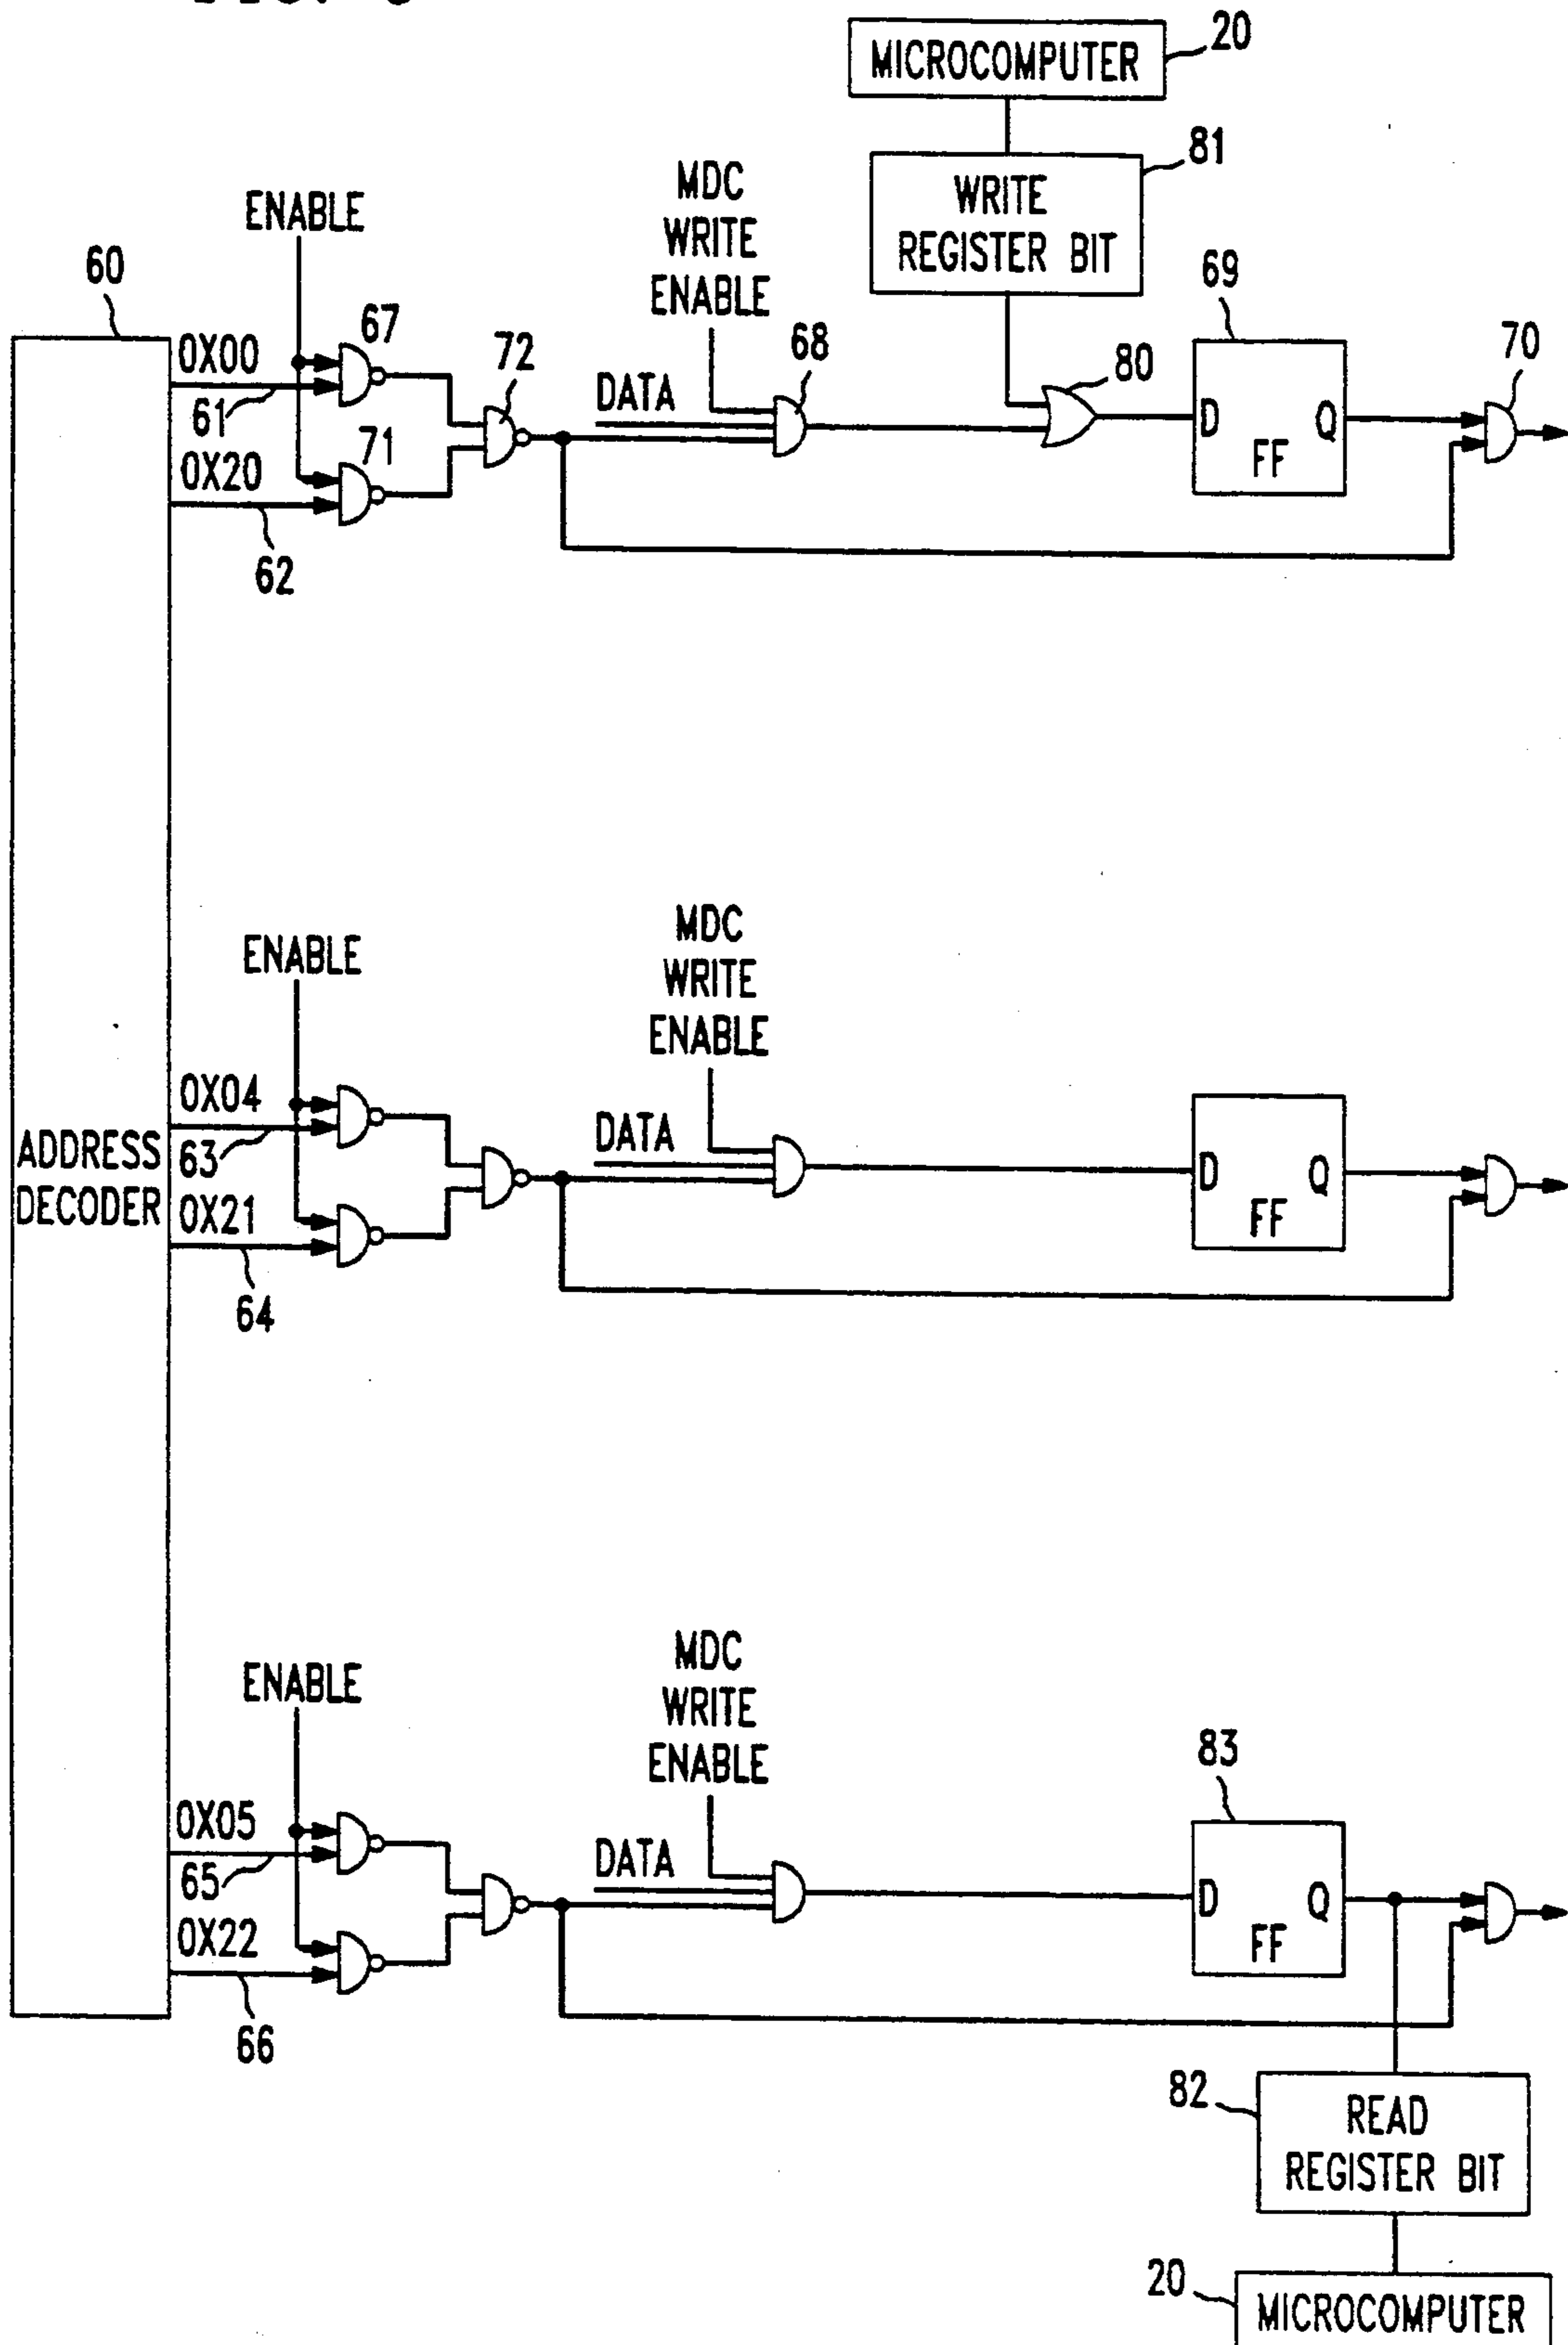 20
MICROCOMPUTER
81
WRITE
REGISTER BIT
MDC
WRITE
ENABLE
ENABLE
60
67
72
68
80
69
70
0X00
61
DATA
D
Q
FF
71
0X20
62
MDC
WRITE
ENABLE
ENABLE
0X04
63
DATA
D
Q
FF
ADDRESS
DECODER
0X21
64
MDC
WRITE
ENABLE
ENABLE
83
0X05
65
DATA
D
Q
FF
0X22
66
82
READ
REGISTER BIT
20
MICROCOMPUTER